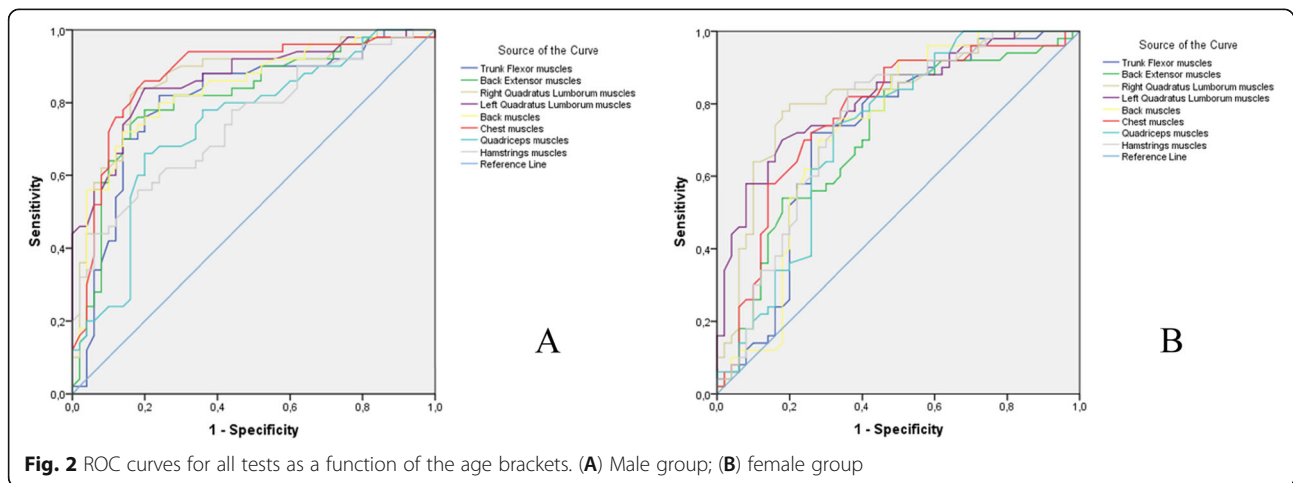 Source of the Curve
Trunk Flexor muscles
Back Extensor muscles
Right Quadratus Lumborum muscles
Left Quadratus Lumborum muscles
Back muscles
Chest muscles
Quadriceps muscles
Hamstrings muscles
Reference Line
1,0
0,8
0,6
0,4
0,2
0,0
Sensitivity
0,0 0,2 0,4 0,6 0,8 1,0
1 - Specificity
A
Source of the Curve
Trunk Flexor muscles
Back Extensor muscles
Right Quadratus Lumborum muscles
Left Quadratus Lumborum muscles
Back muscles
Chest muscles
Quadriceps muscles
Hamstrings muscles
Reference Line
1,0
0,8
0,6
0,4
0,2
0,0
Sensitivity
0,0 0,2 0,4 0,6 0,8 1,0
1 - Specificity
B
Fig. 2 ROC curves for all tests as a function of the age brackets. (A) Male group; (B) female group